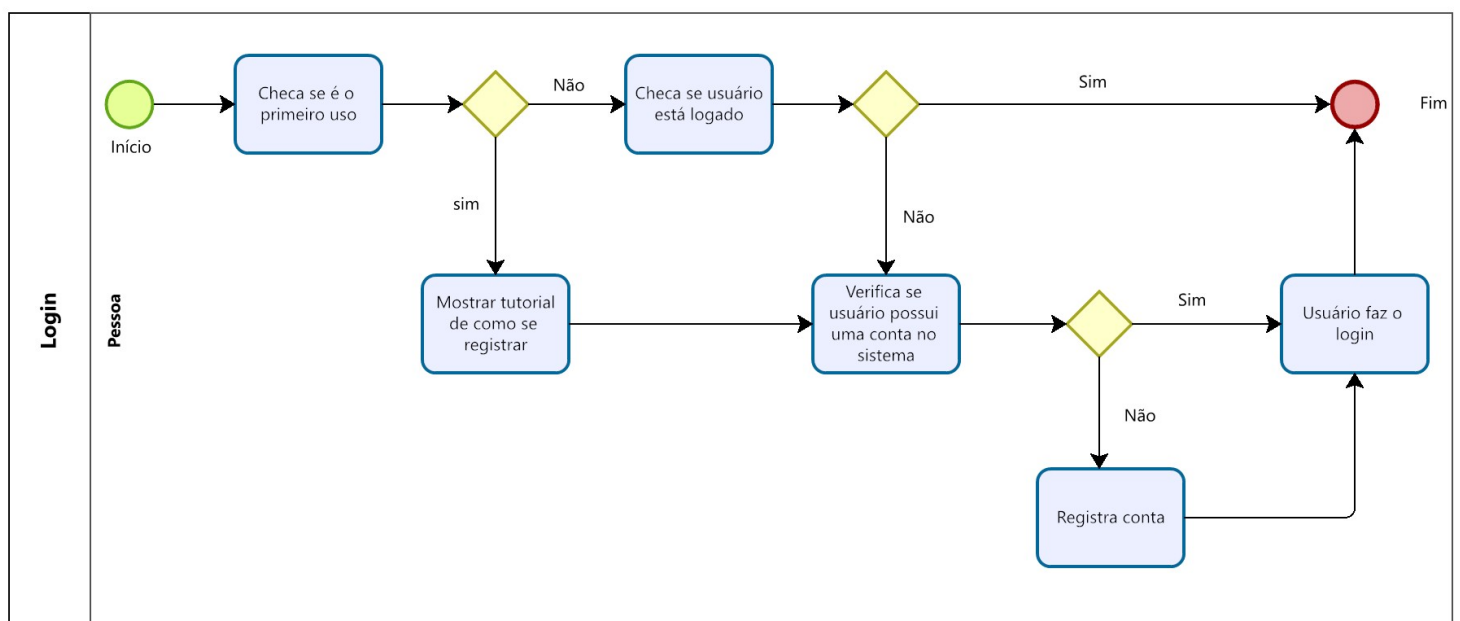 Login
Pessoa
Início
Checa se é o
primeiro uso
Não
sim
Checa se usuário
está logado
Sim
Não
Fim
Mostrar tutorial
de como se
registrar
Verifica se
usuário possui
uma conta no
sistema
Sim
Não
Usuário faz o
login
Registra conta